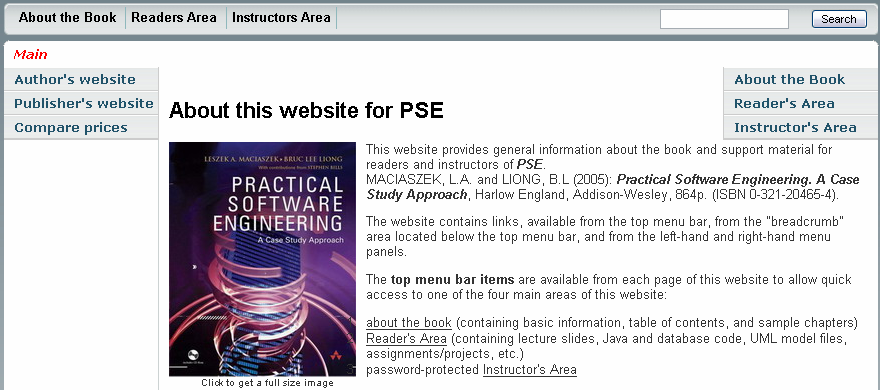 About the Book Readers Area Instructors Area Search
Main
Author's website
Publisher's website
Compare prices
About the Book
Reader's Area
Instructor's Area
About this website for PSE
LESZEK A. MACIASZEK • BRUC LEE LIONG
With contributions from STEPHEN BILLS
PRACTICAL
SOFTWARE
ENGINEERING
A Case Study Approach
Click to get a full size image
This website provides general information about the book and support material for
readers and instructors of PSE.
MACIASZEK, L.A. and LIONG, B.L (2005): Practical Software Engineering. A Case
Study Approach, Harlow England, Addison-Wesley, 864p. (ISBN 0-321-20465-4).
The website contains links, available from the top menu bar, from the "breadcrumb"
area located below the top menu bar, and from the left-hand and right-hand menu
panels.
The top menu bar items are available from each page of this website to allow quick
access to one of the four main areas of this website:
about the book (containing basic information, table of contents, and sample chapters)
Reader's Area (containing lecture slides, Java and database code, UML model files,
assignments/projects, etc.)
password-protected Instructor's Area